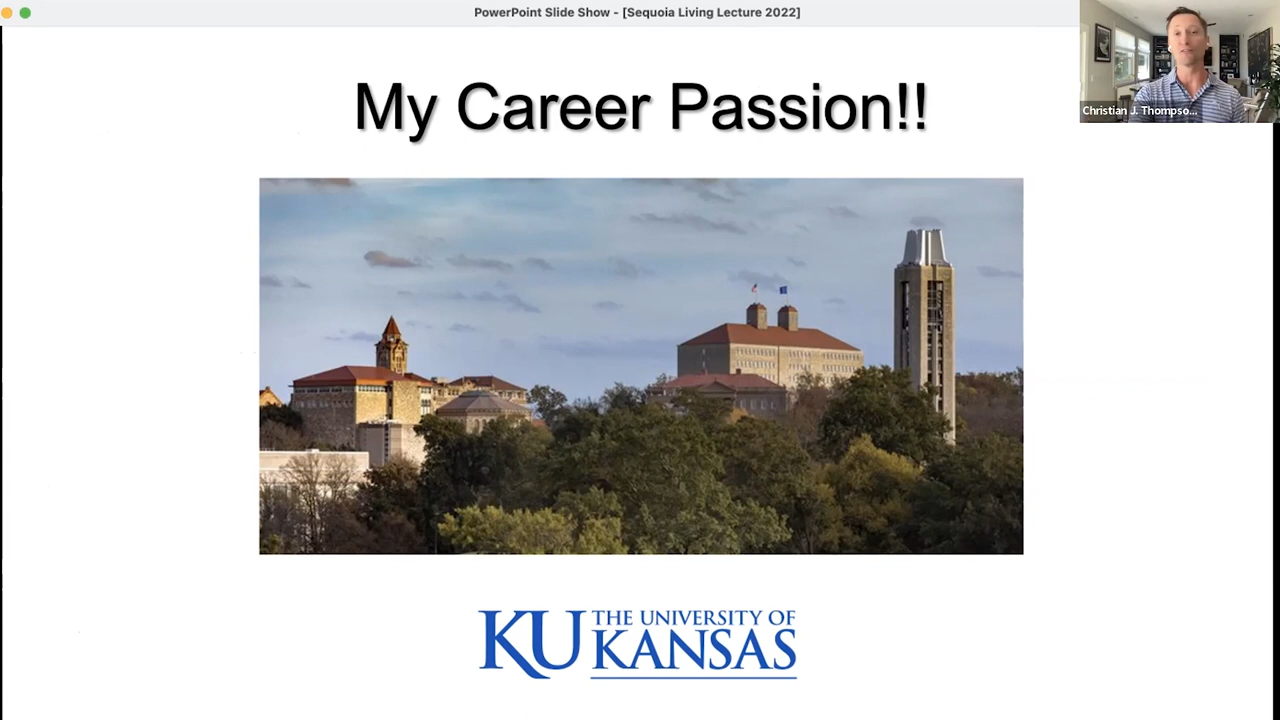 PowerPoint Slide Show - [Sequoia Living Lecture 2022]
My Career Passion!!
Christian J. Thompso...
KU THE UNIVERSITY OF
KANSAS